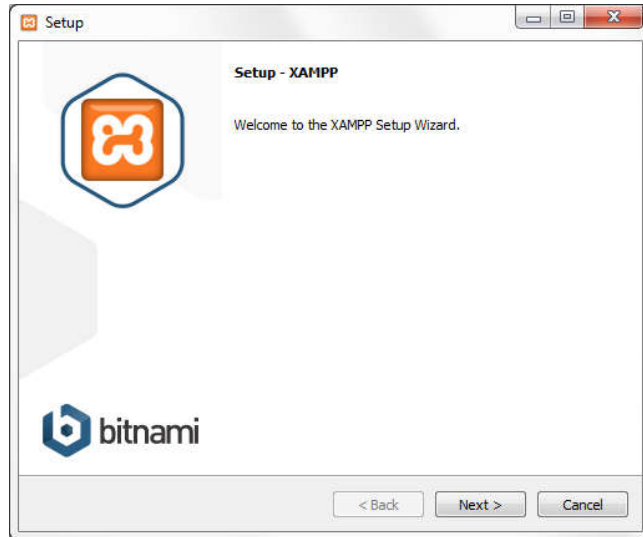 Setup
Setup - XAMPP
Welcome to the XAMPP Setup Wizard.
bitnami
< Back
Next >
Cancel